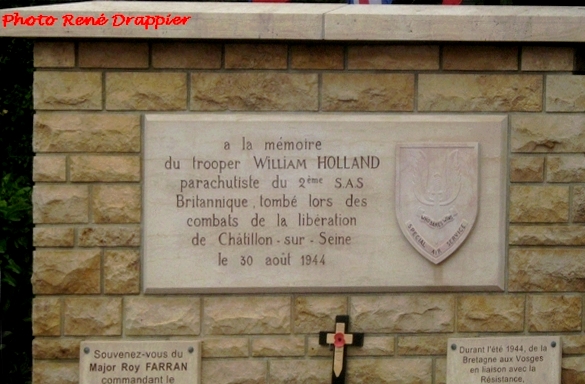 Photo René Drappier
a la mémoire
du trooper WILLIAM HOLLAND
parachutiste du 2ème S.A.S
Britannique, tombé lors des
combats de la libération
de Châtillon-sur-Seine
le 30 août 1944
SPECIAL AIR SERVICE
Souvenez-vous du
Major Roy FARRAN
commandant le
Durant l'été 1944, de la
Bretagne aux Vosges
en liaison avec la
Résistance,